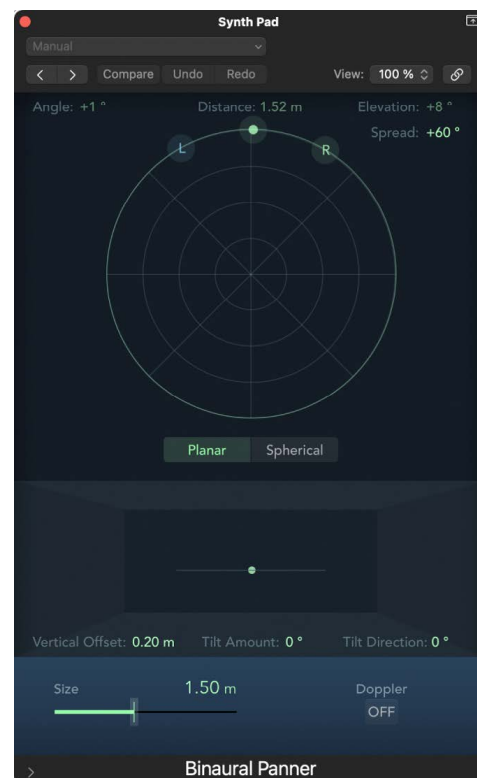 Synth Pad
Manual
Compare Undo Redo View: 100 %
Angle: +1 ° Distance: 1.52 m Elevation: +8 °
Spread: +60 °
L R
Planar Spherical
Vertical Offset: 0.20 m Tilt Amount: 0 ° Tilt Direction: 0 °
Size 1.50 m Doppler
OFF
Binaural Panner